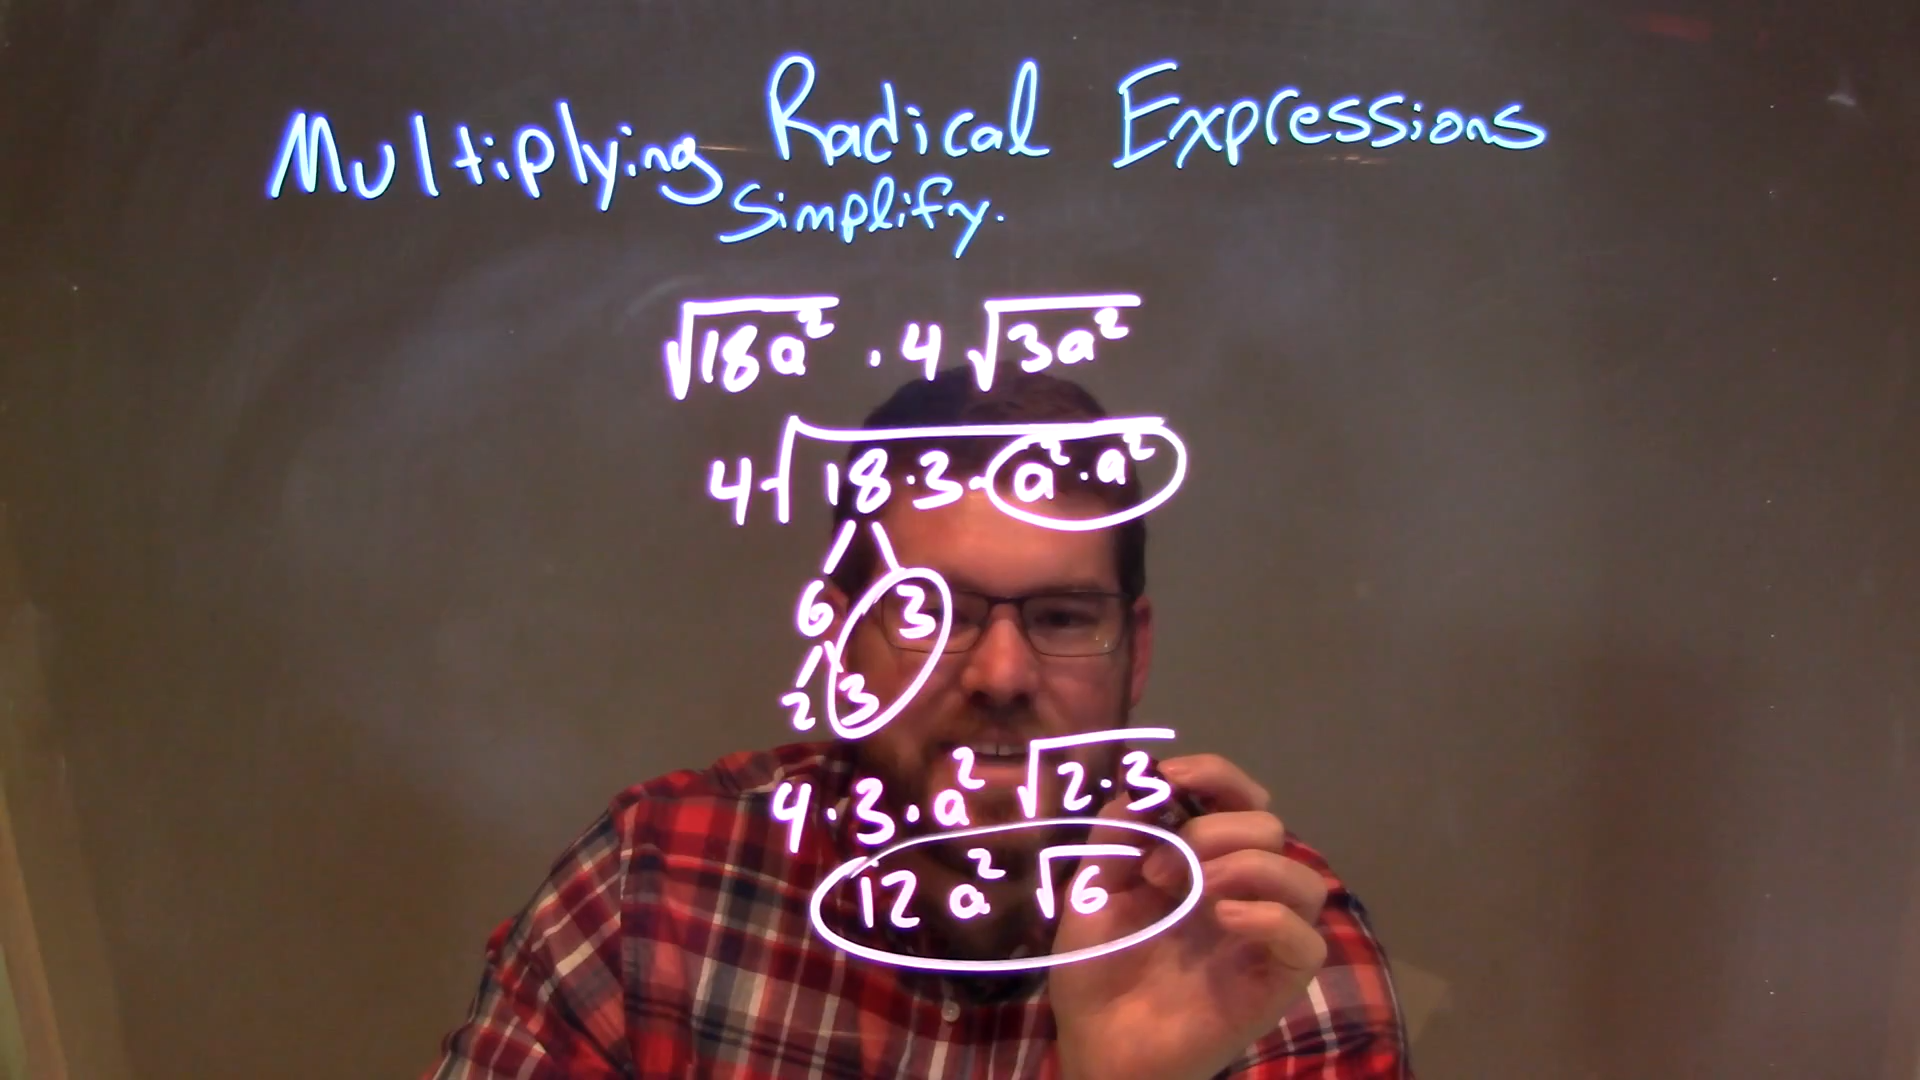 Multiplying Radical Expressions
Simplify.
√18a² · 4√3a²
4√18·3·a²·a²
6 3
2 3
4·3·a²√2·3
12a²√6